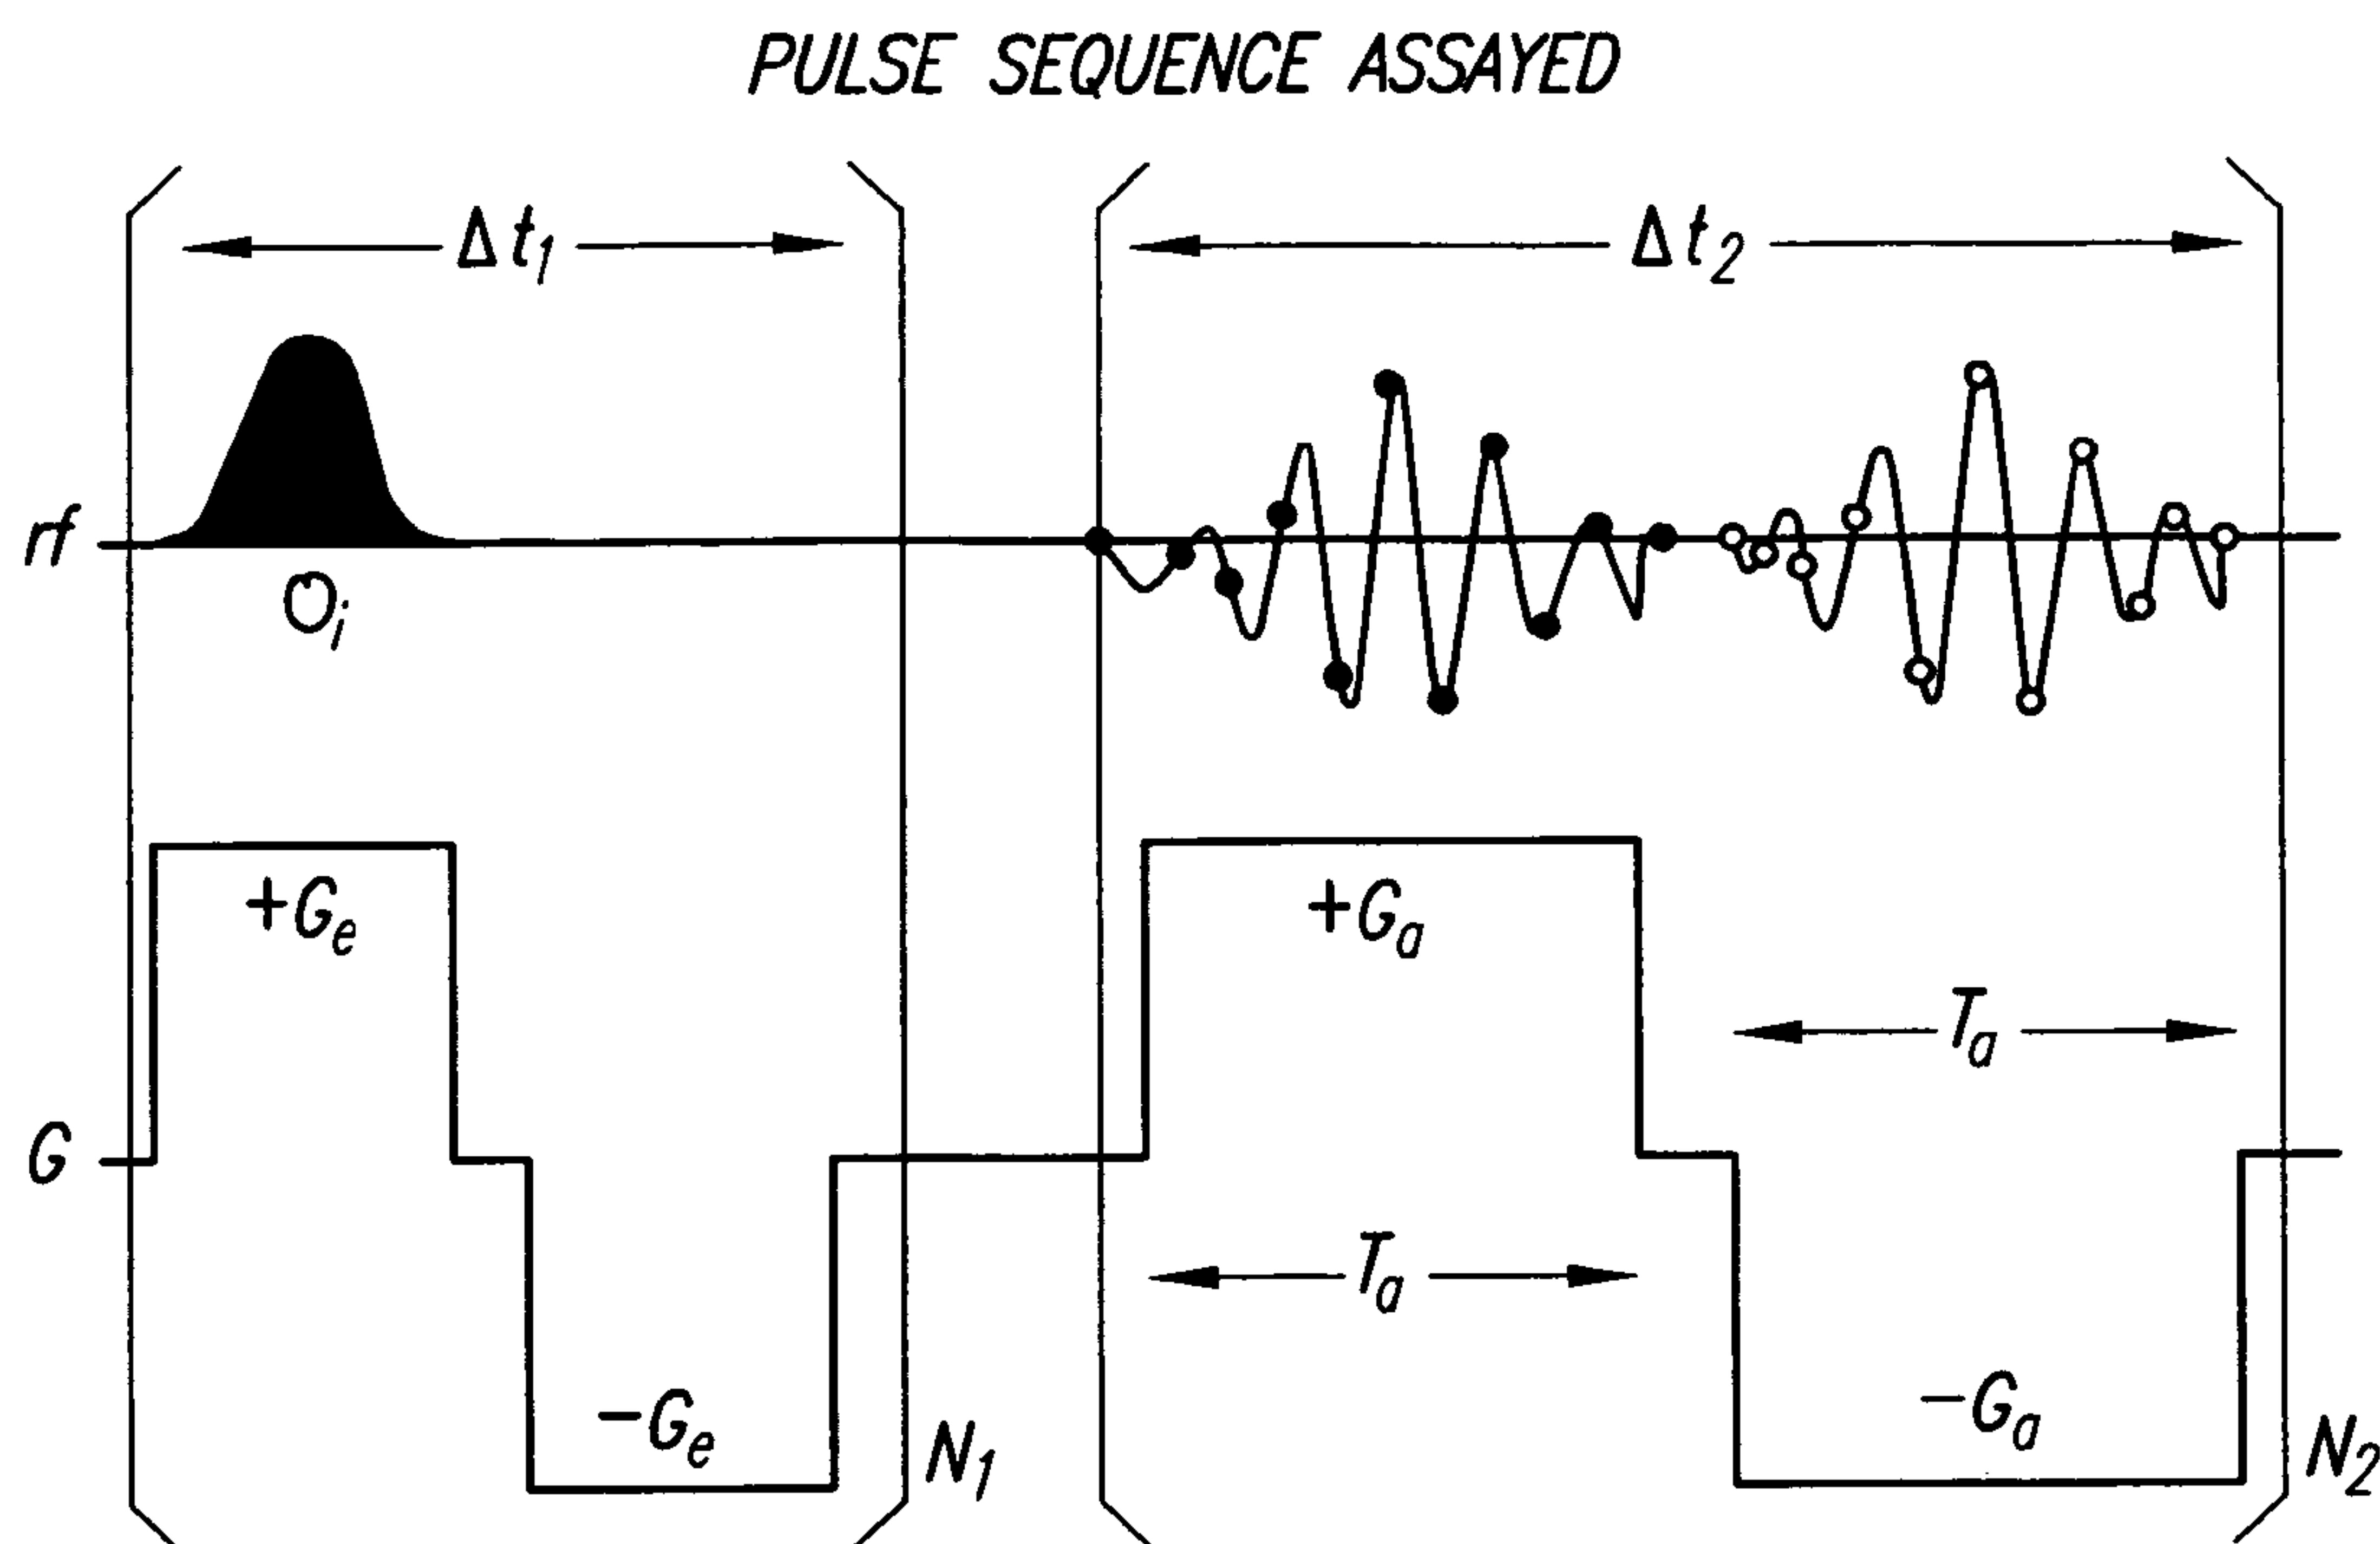 PULSE SEQUENCE ASSAYED
Δt₁
Δt₂
rf
Oᵢ
+Gₑ
+Gₐ
Tₐ
G
Tₐ
-Gₑ
-Gₐ
N₁
N₂